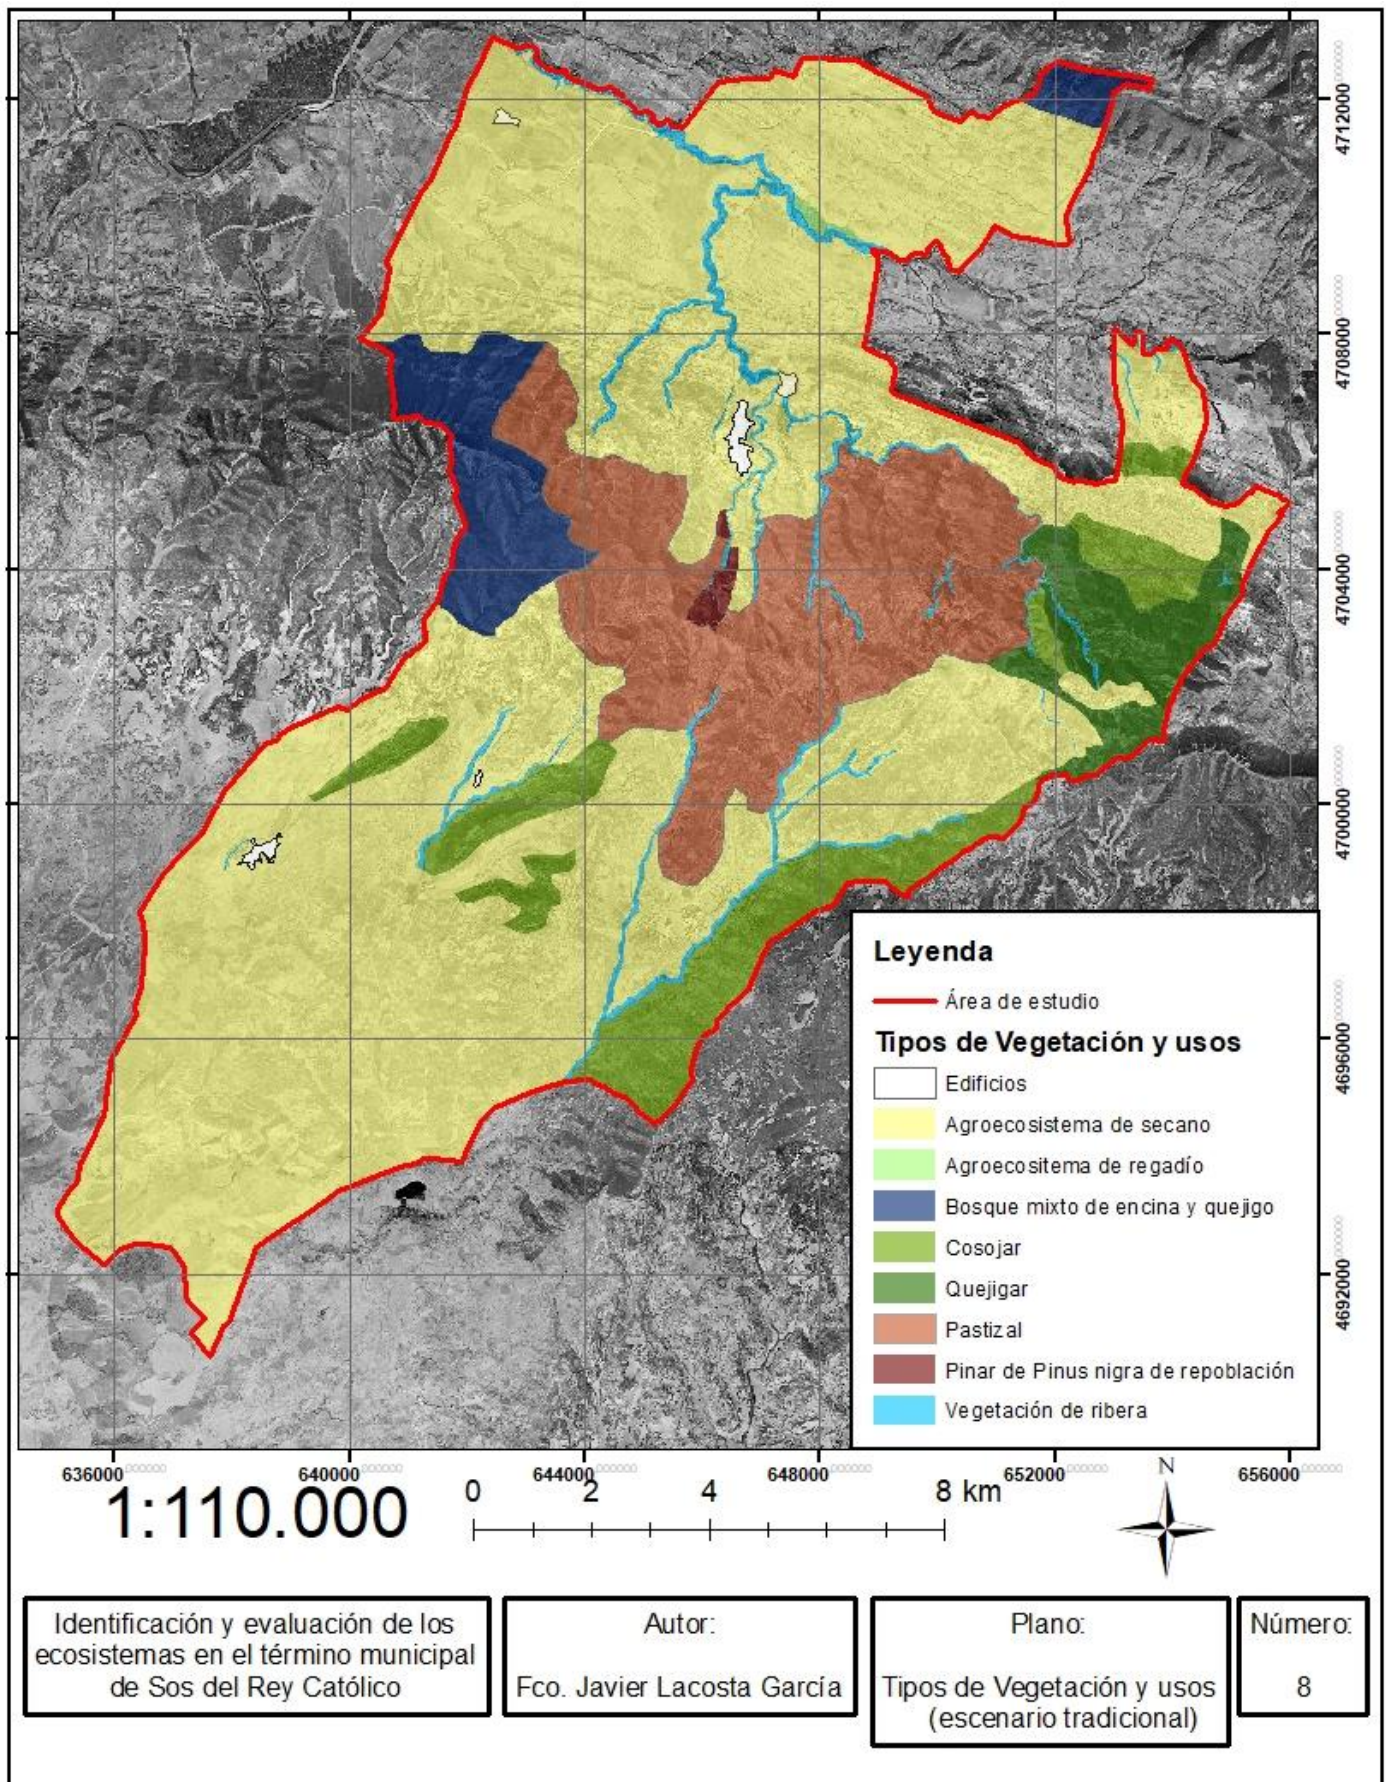 4712000
4708000
4704000
4700000
4696000
4692000
Leyenda
Área de estudio
Tipos de Vegetación y usos
Edificios
Agroecosistema de secano
Agroecositema de regadío
Bosque mixto de encina y quejigo
Cosojar
Quejigar
Pastizal
Pinar de Pinus nigra de repoblación
Vegetación de ribera
636000 640000 644000 648000 652000 656000
1:110.000
0 2 4 8 km
N
Identificación y evaluación de los
ecosistemas en el término municipal
de Sos del Rey Católico
Autor:
Fco. Javier Lacosta García
Plano:
Tipos de Vegetación y usos
(escenario tradicional)
Número:
8